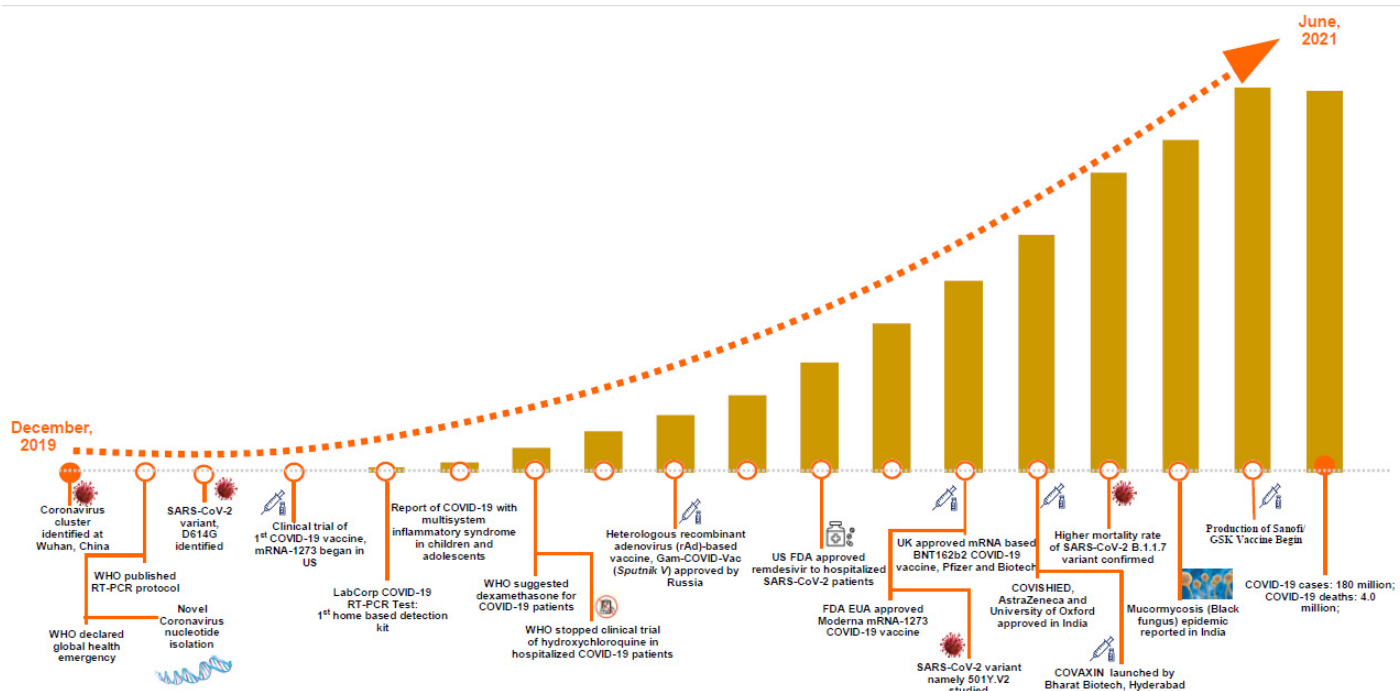 June,
2021
December,
2019
Coronavirus
cluster
identified at
Wuhan, China
WHO published
RT-PCR protocol
WHO declared
global health
emergency
Novel
Coronavirus
nucleotide
isolation
SARS-CoV-2
variant,
D614G
identified
Clinical trial of
1st COVID-19 vaccine,
mRNA-1273 began in
US
LabCorp COVID-19
RT-PCR Test:
1st home based detection
kit
Report of COVID-19 with
multisystem
inflammatory syndrome
in children and
adolescents
WHO suggested
dexamethasone for
COVID-19 patients
WHO stopped clinical trial
of hydroxychloroquine in
hospitalized COVID-19 patients
Heterologous recombinant
adenovirus (rAd)-based
vaccine, Gam-COVID-Vac
(Sputnik V) approved by
Russia
US FDA approved
remdesivir to hospitalized
SARS-CoV-2 patients
UK approved mRNA based
BNT162b2 COVID-19
vaccine, Pfizer and Biotech
FDA EUA approved
Moderna mRNA-1273
COVID-19 vaccine
SARS-CoV-2 variant
namely 501Y.V2
studied
COVISHIED,
AstraZeneca and
University of Oxford
approved in India
COVAXIN launched by
Bharat Biotech, Hyderabad
Higher mortality rate
of SARS-CoV-2 B.1.1.7
variant confirmed
Mucormycosis (Black
fungus) epidemic
reported in India
Production of Sanofi/
GSK Vaccine Begin
COVID-19 cases: 180 million;
COVID-19 deaths: 4.0
million;